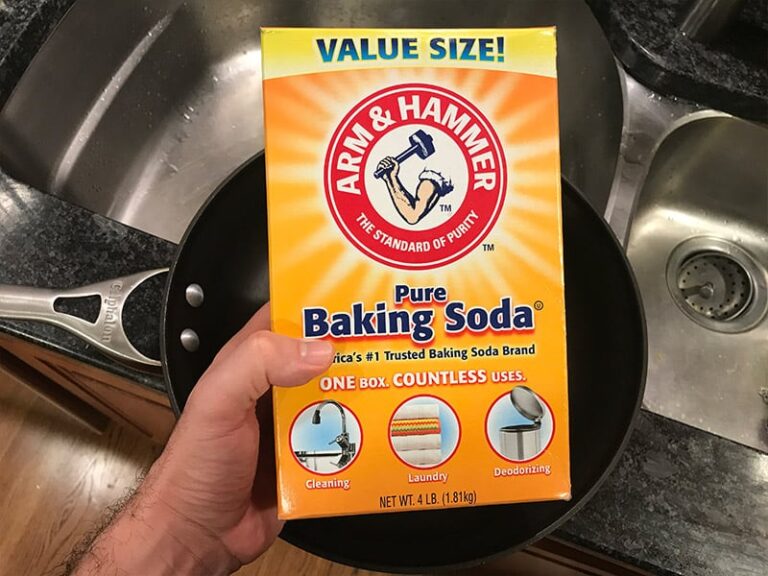 VALUE SIZE!
ARM & HAMMER
THE STANDARD OF PURITY
TM
TM
Pure
Baking Soda
rica's #1 Trusted Baking Soda Brand
ONE BOX. COUNTLESS USES.
Cleaning
Laundry
Deodorizing
NET WT. 4 LB. (1.81kg)
Calphalon